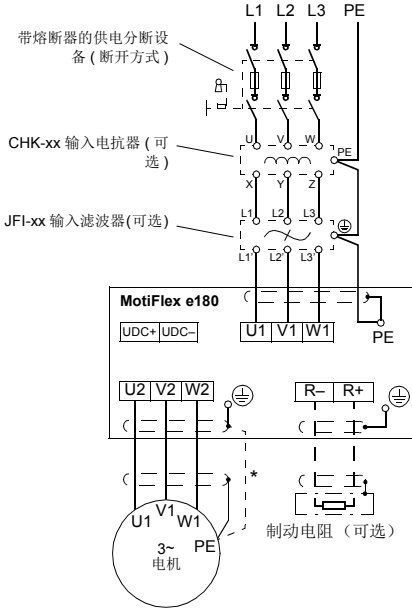 L1 L2 L3 PE
带熔断器的供电分断设
备 ( 断开方式 )
CHK-xx 输入电抗器 ( 可
选 )
U V W PE
X Y Z
JFI-xx 输入滤波器(可选)
L1 L2 L3
L1' L2' L3'
MotiFlex e180
UDC+ UDC– U1 V1 W1
PE
U2 V2 W2 R– R+
*
U1 V1 W1 PE
3~
电机
制动电阻 （可选）